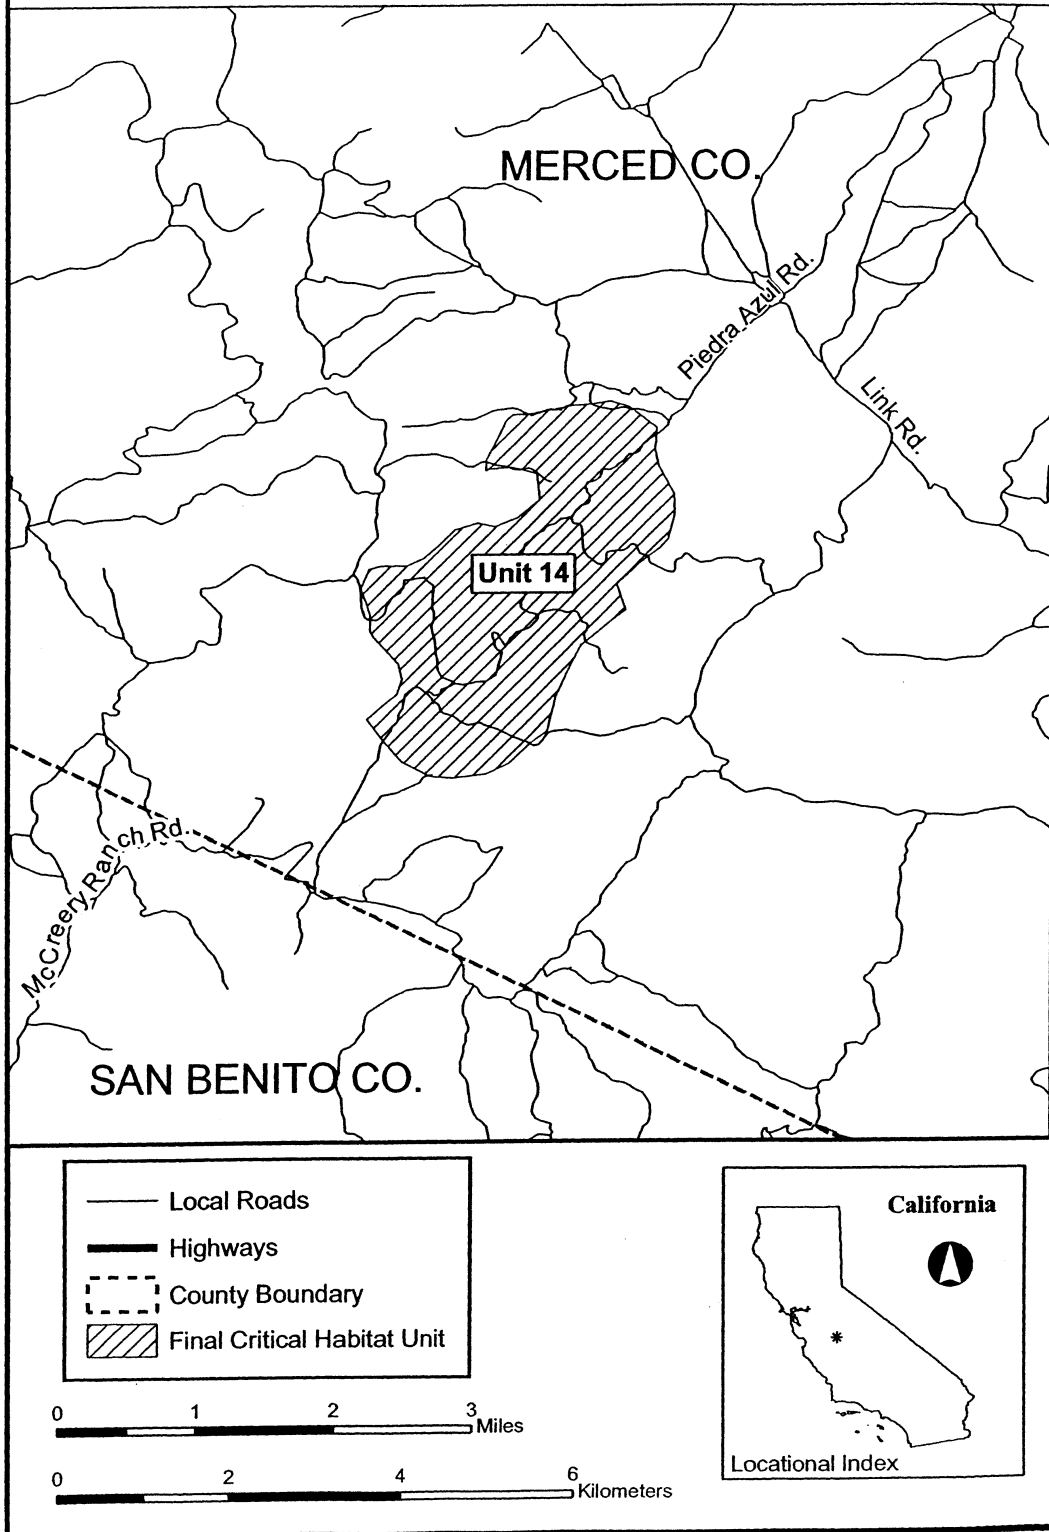 MERCED CO.
Piedra Azul Rd.
Link Rd.
Unit 14
McCreery Ranch Rd.
SAN BENITO CO.
Local Roads
Highways
County Boundary
Final Critical Habitat Unit
0 1 2 3 Miles
0 2 4 6 Kilometers
California
Locational Index